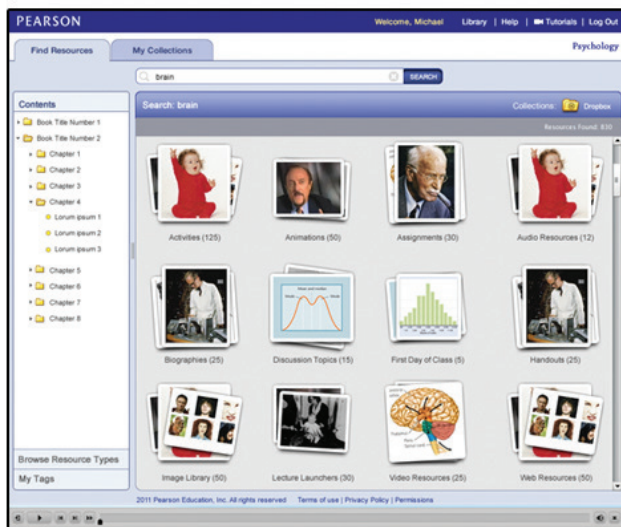 PEARSON
Welcome, Michael Library | Help | Tutorials | Log Out
Find Resources My Collections Psychology
brain SEARCH
Contents
Book Title Number 1
Book Title Number 2
Chapter 1
Chapter 2
Chapter 3
Chapter 4
Lorum ipsum 1
Lorum ipsum 2
Lorum ipsum 3
Chapter 5
Chapter 6
Chapter 7
Chapter 8
Browse Resource Types
My Tags
Search: brain Collections: Dropbox
Resources Found: 830
Activities (125) Animations (50) Assignments (30) Audio Resources (12)
Biographies (25) Discussion Topics (15) First Day of Class (5) Handouts (25)
Image Library (50) Lecture Launchers (30) Video Resources (25) Web Resources (50)
2011 Pearson Education, Inc. All rights reserved Terms of use | Privacy Policy | Permissions